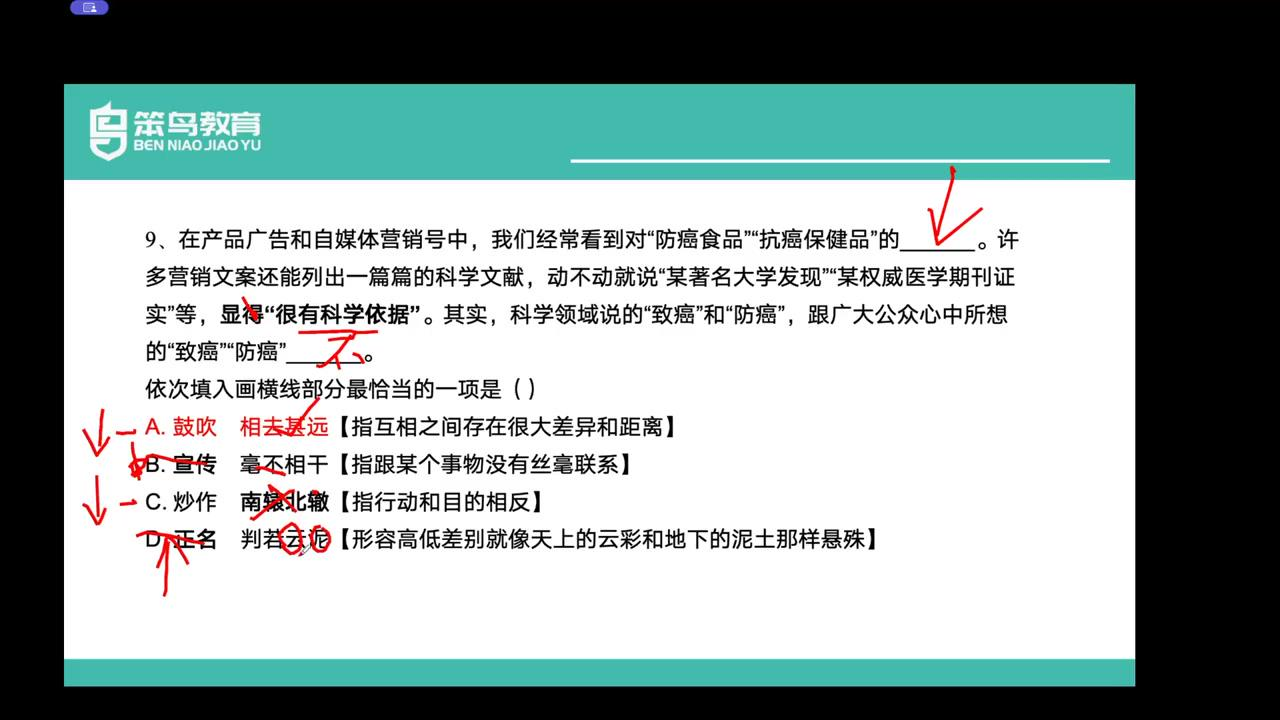 笨鸟教育
BEN NIAO JIAO YU
9、在产品广告和自媒体营销号中，我们经常看到对“防癌食品”“抗癌保健品”的______。许
多营销文案还能列出一篇篇的科学文献，动不动就说“某著名大学发现”“某权威医学期刊证
实”等，显得“很有科学依据”。其实，科学领域说的“致癌”和“防癌”，跟广大公众心中所想
的“致癌”“防癌”______。
不
依次填入画横线部分最恰当的一项是（）
A. 鼓吹 相去甚远【指互相之间存在很大差异和距离】
B. 宣传 毫不相干【指跟某个事物没有丝毫联系】
C. 炒作 南辕北辙【指行动和目的相反】
D. 正名 判若云泥【形容高低差别就像天上的云彩和地下的泥土那样悬殊】